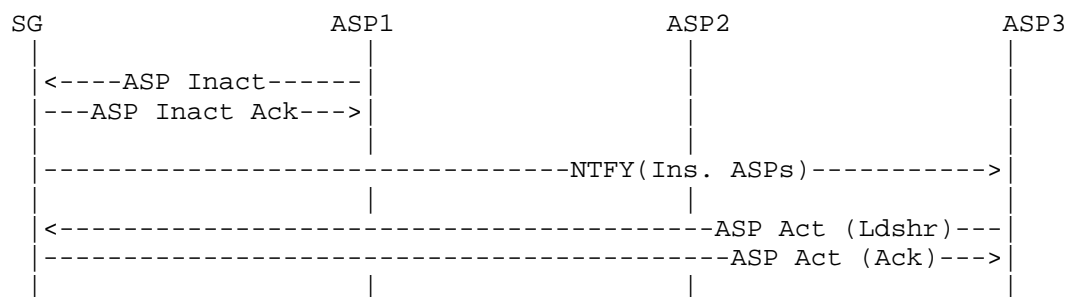 SG ASP1 ASP2 ASP3
<----ASP Inact------
---ASP Inact Ack--->
---------------------------------NTFY(Ins. ASPs)----------->
<-----------------------------------------ASP Act (Ldshr)---
-------------------------------------------ASP Act (Ack)--->